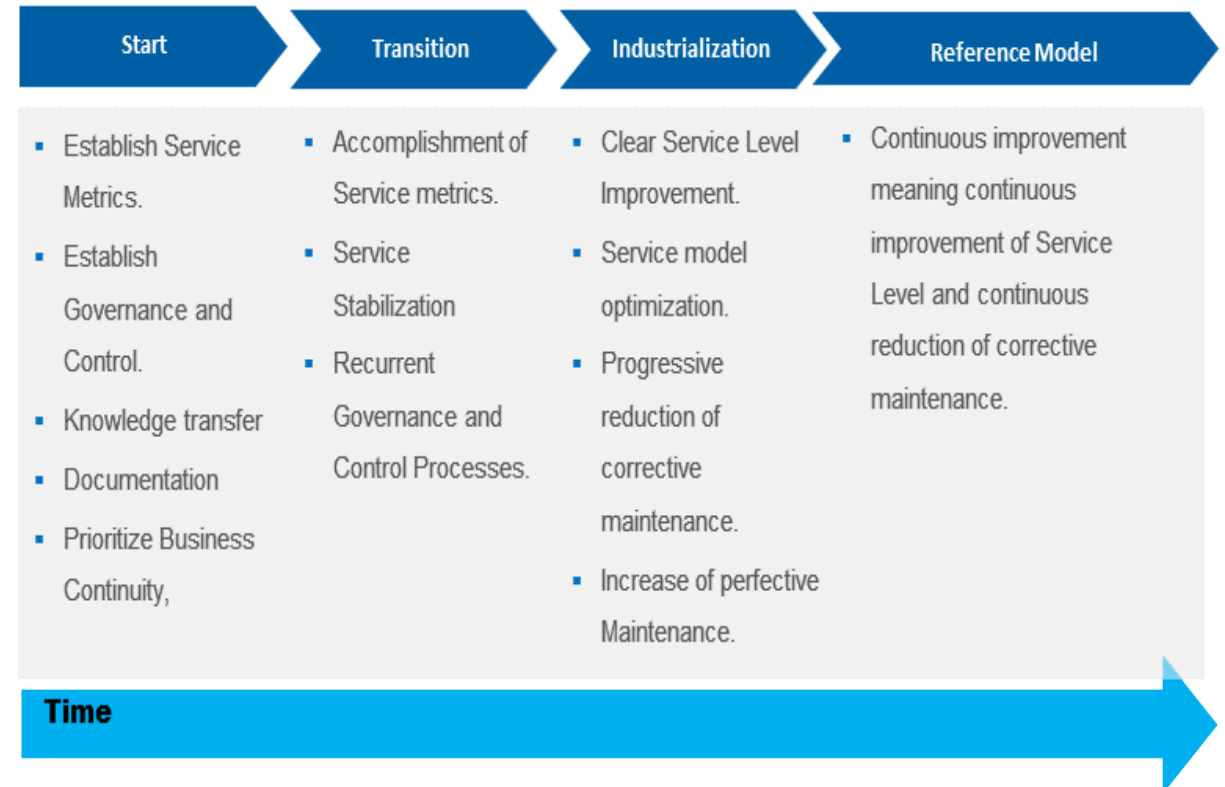 Start
Transition
Industrialization
Reference Model
▪ Establish Service
Metrics.
▪ Establish
Governance and
Control.
▪ Knowledge transfer
▪ Documentation
▪ Prioritize Business
Continuity,
▪ Accomplishment of
Service metrics.
▪ Service
Stabilization
▪ Recurrent
Governance and
Control Processes.
▪ Clear Service Level
Improvement.
▪ Service model
optimization.
▪ Progressive
reduction of
corrective
maintenance.
▪ Increase of perfective
Maintenance.
▪ Continuous improvement
meaning continuous
improvement of Service
Level and continuous
reduction of corrective
maintenance.
Time